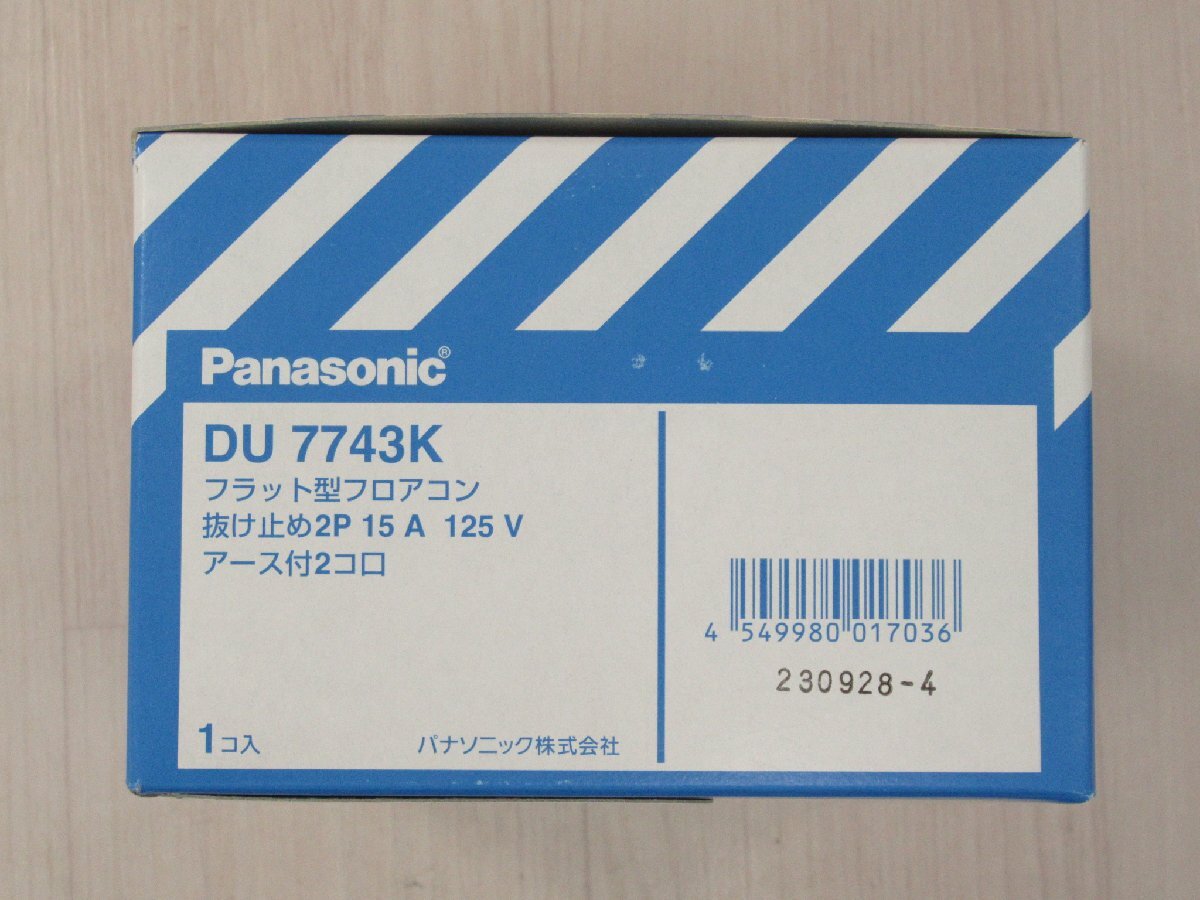 Panasonic®
DU 7743K
フラット型フロアコン
抜け止め2P 15 A 125 V
アース付2コ口
1コ入
パナソニック株式会社
4 549980 017036
230928-4